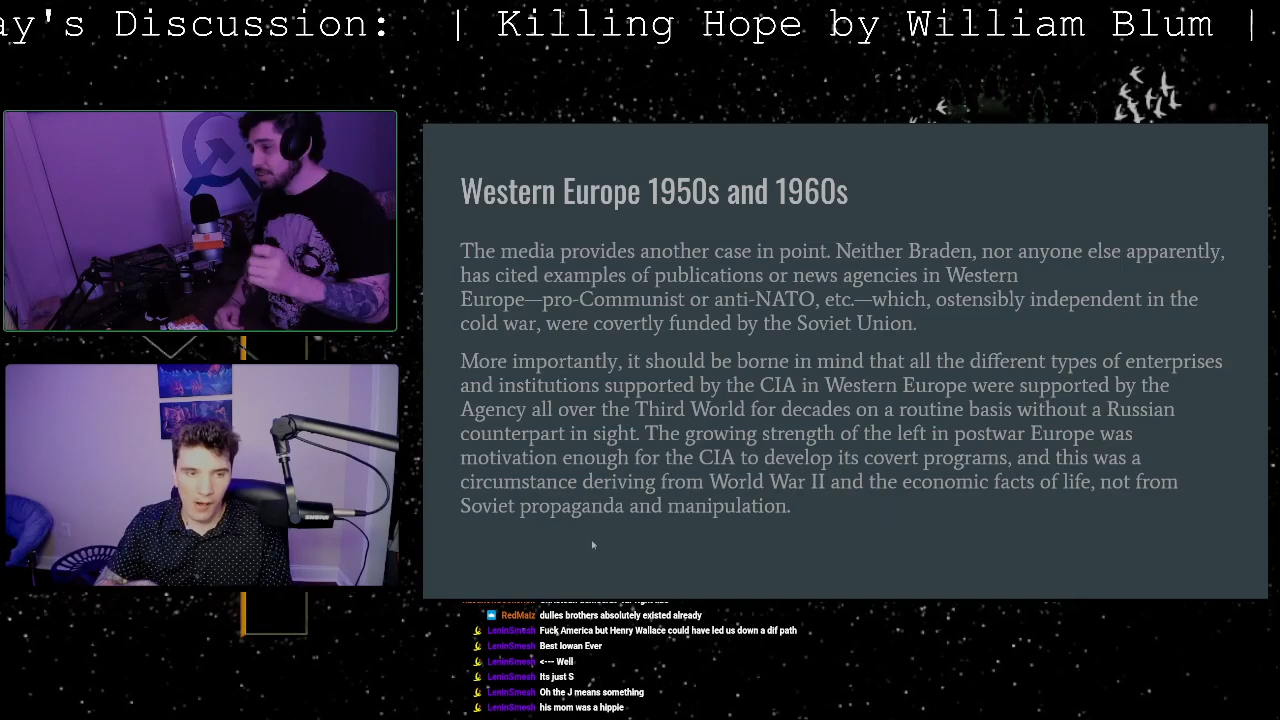 ay's Discussion: | Killing Hope by William Blum |
Western Europe 1950s and 1960s
The media provides another case in point. Neither Braden, nor anyone else apparently,
has cited examples of publications or news agencies in Western
Europe—pro-Communist or anti-NATO, etc.—which, ostensibly independent in the
cold war, were covertly funded by the Soviet Union.
More importantly, it should be borne in mind that all the different types of enterprises
and institutions supported by the CIA in Western Europe were supported by the
Agency all over the Third World for decades on a routine basis without a Russian
counterpart in sight. The growing strength of the left in postwar Europe was
motivation enough for the CIA to develop its covert programs, and this was a
circumstance deriving from World War II and the economic facts of life, not from
Soviet propaganda and manipulation.
SHURE
RedMaiz dulles brothers absolutely existed already
LeninSmesh Fuck America but Henry Wallace could have led us down a dif path
LeninSmesh Best Iowan Ever
LeninSmesh <--- Well
LeninSmesh Its just S
LeninSmesh Oh the J means something
LeninSmesh his mom was a hippie